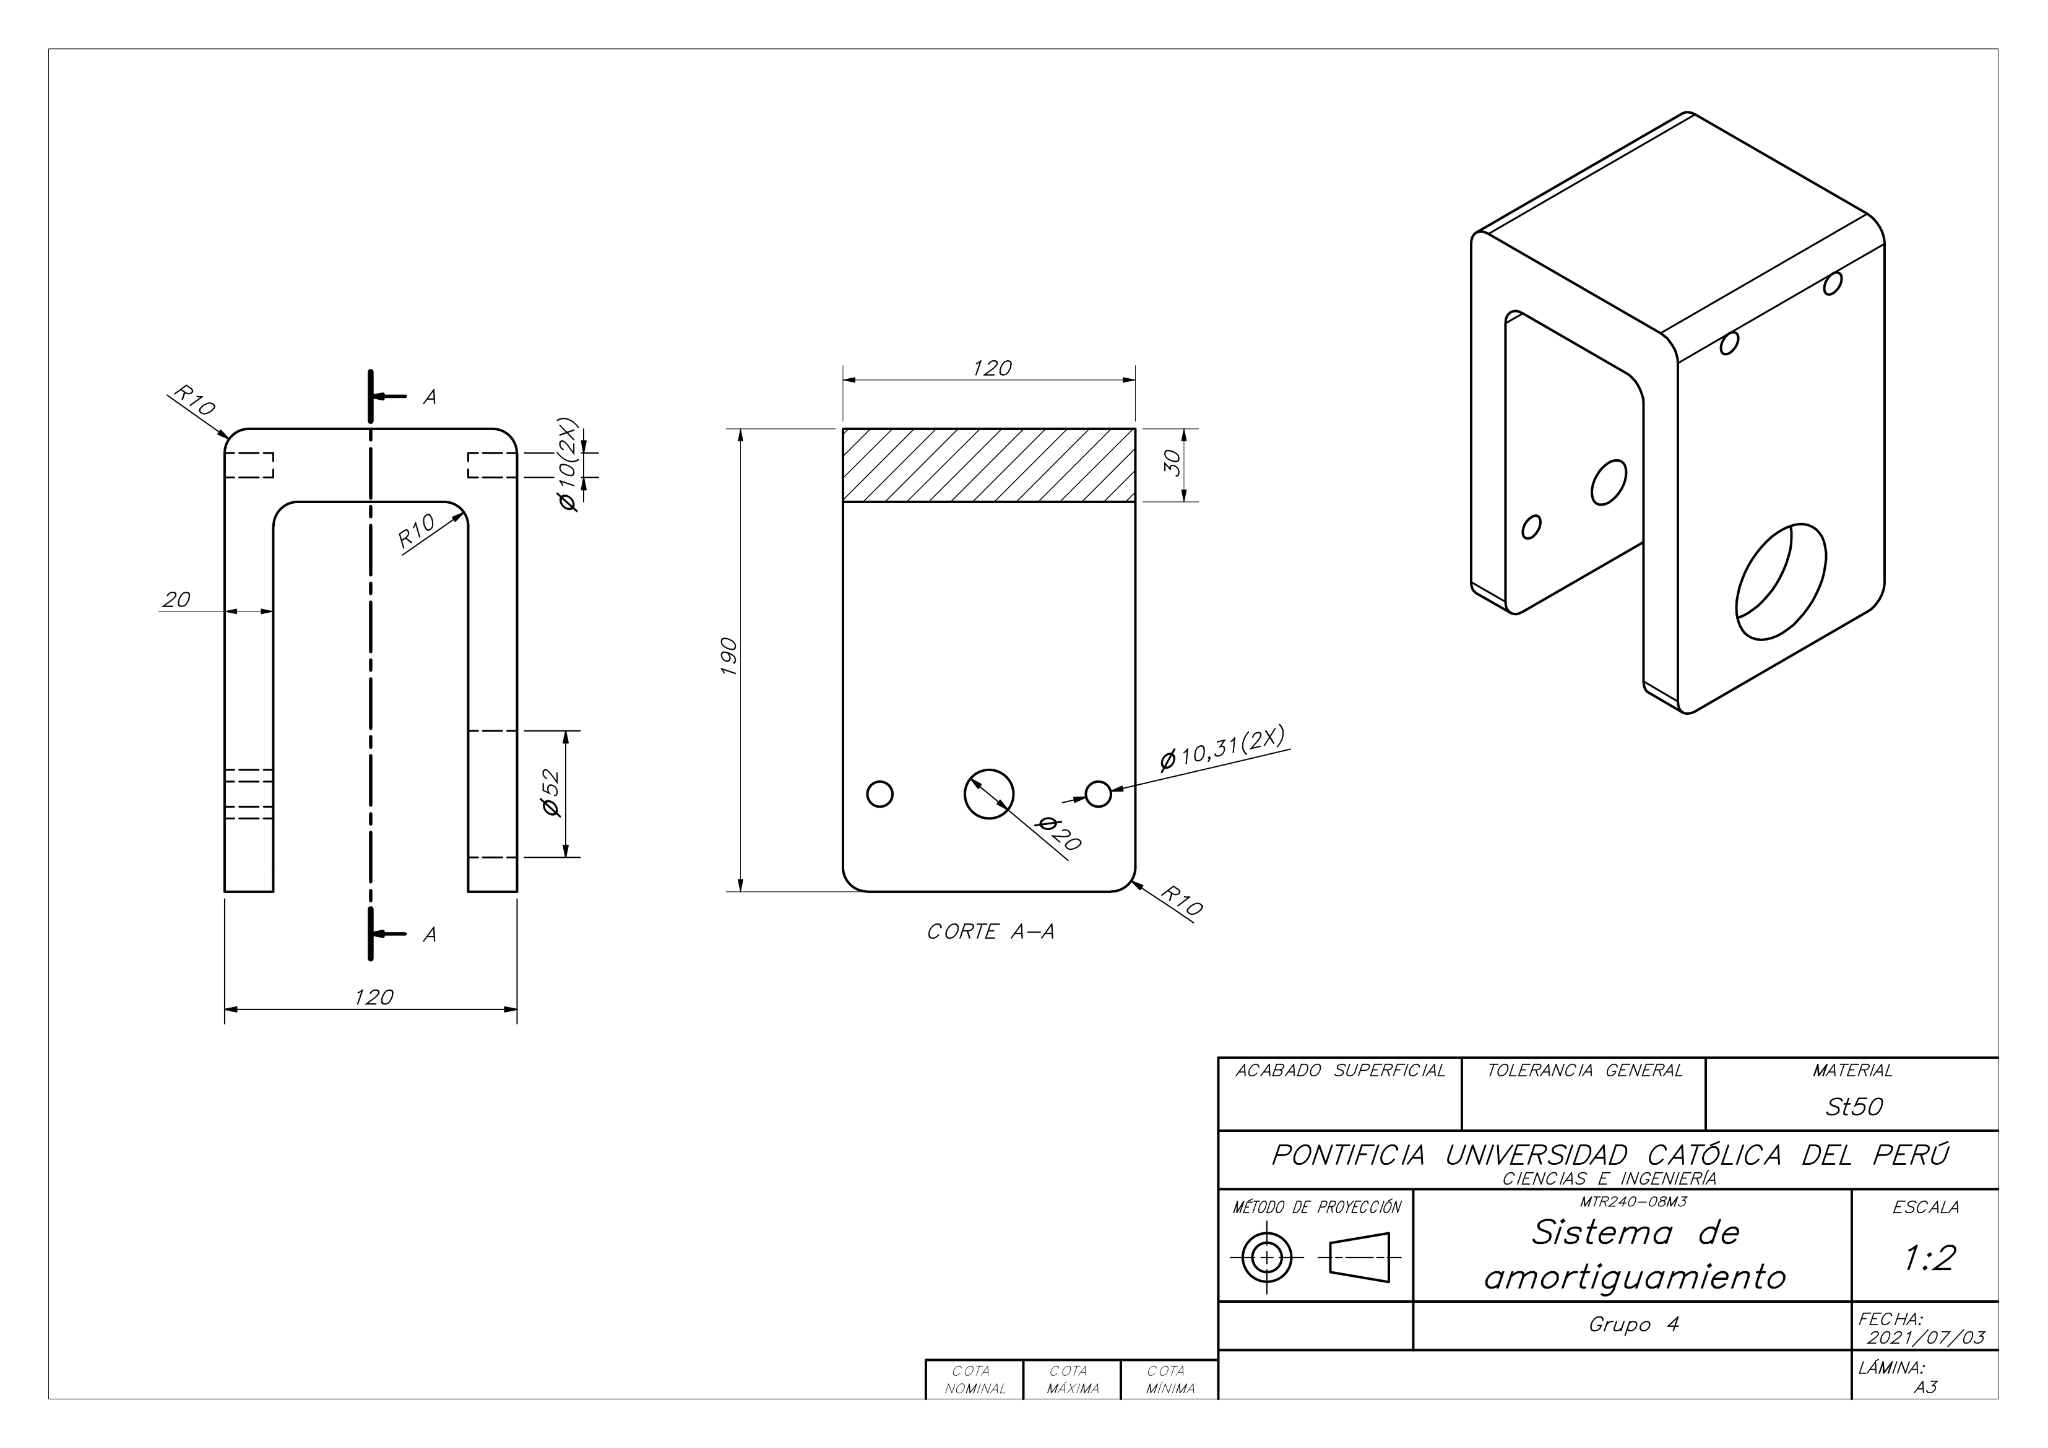 R10
A
ø10(2X)
R10
20
A
ø52
120
120
30
190
ø10,31(2X)
ø20
R10
CORTE A-A
ACABADO SUPERFICIAL
TOLERANCIA GENERAL
MATERIAL
St50
PONTIFICIA UNIVERSIDAD CATÓLICA DEL PERÚ
CIENCIAS E INGENIERÍA
MÉTODO DE PROYECCIÓN
MTR240-08M3
Sistema de
amortiguamiento
ESCALA
1:2
Grupo 4
FECHA:
2021/07/03
LÁMINA:
A3
COTA
NOMINAL
COTA
MÁXIMA
COTA
MÍNIMA